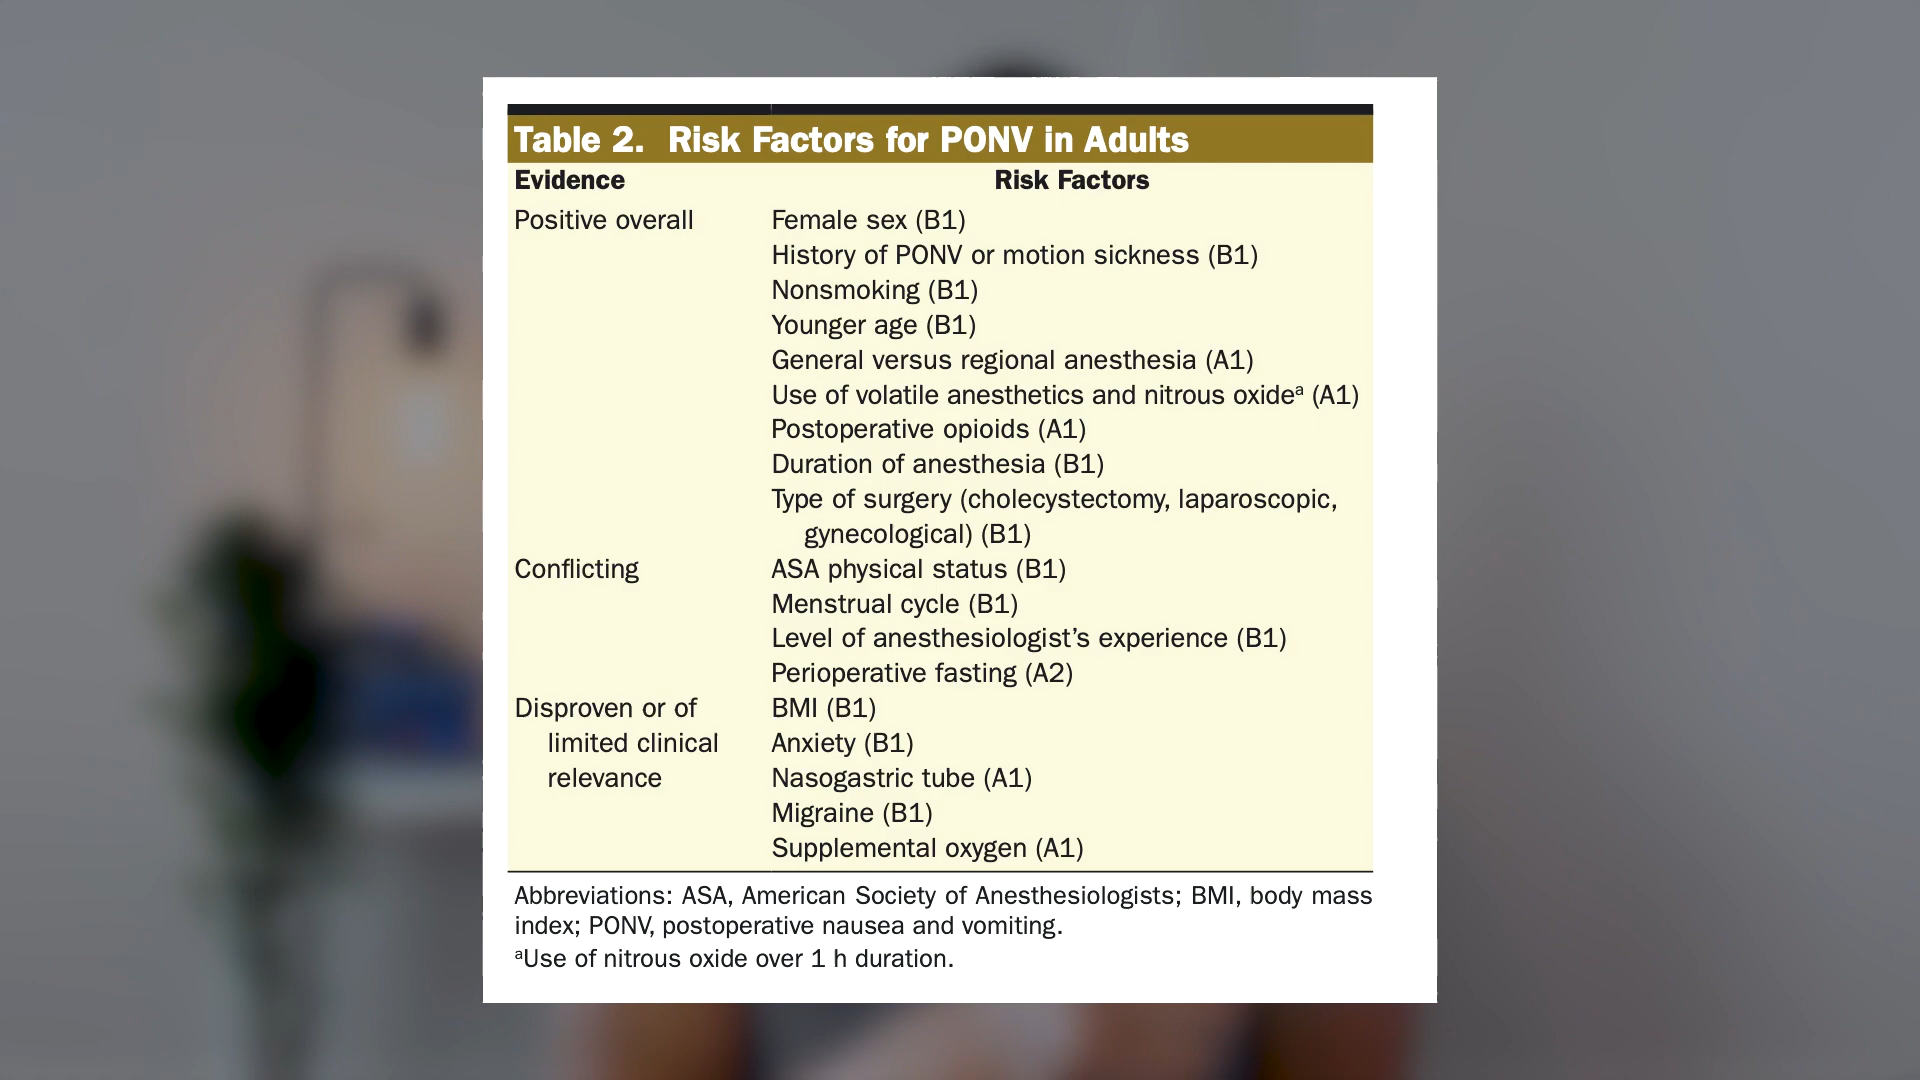 Table 2. Risk Factors for PONV in Adults
Evidence Risk Factors
Positive overall Female sex (B1)
History of PONV or motion sickness (B1)
Nonsmoking (B1)
Younger age (B1)
General versus regional anesthesia (A1)
Use of volatile anesthetics and nitrous oxideᵃ (A1)
Postoperative opioids (A1)
Duration of anesthesia (B1)
Type of surgery (cholecystectomy, laparoscopic,
gynecological) (B1)
Conflicting ASA physical status (B1)
Menstrual cycle (B1)
Level of anesthesiologist’s experience (B1)
Perioperative fasting (A2)
Disproven or of BMI (B1)
limited clinical Anxiety (B1)
relevance Nasogastric tube (A1)
Migraine (B1)
Supplemental oxygen (A1)
Abbreviations: ASA, American Society of Anesthesiologists; BMI, body mass
index; PONV, postoperative nausea and vomiting.
ᵃUse of nitrous oxide over 1 h duration.